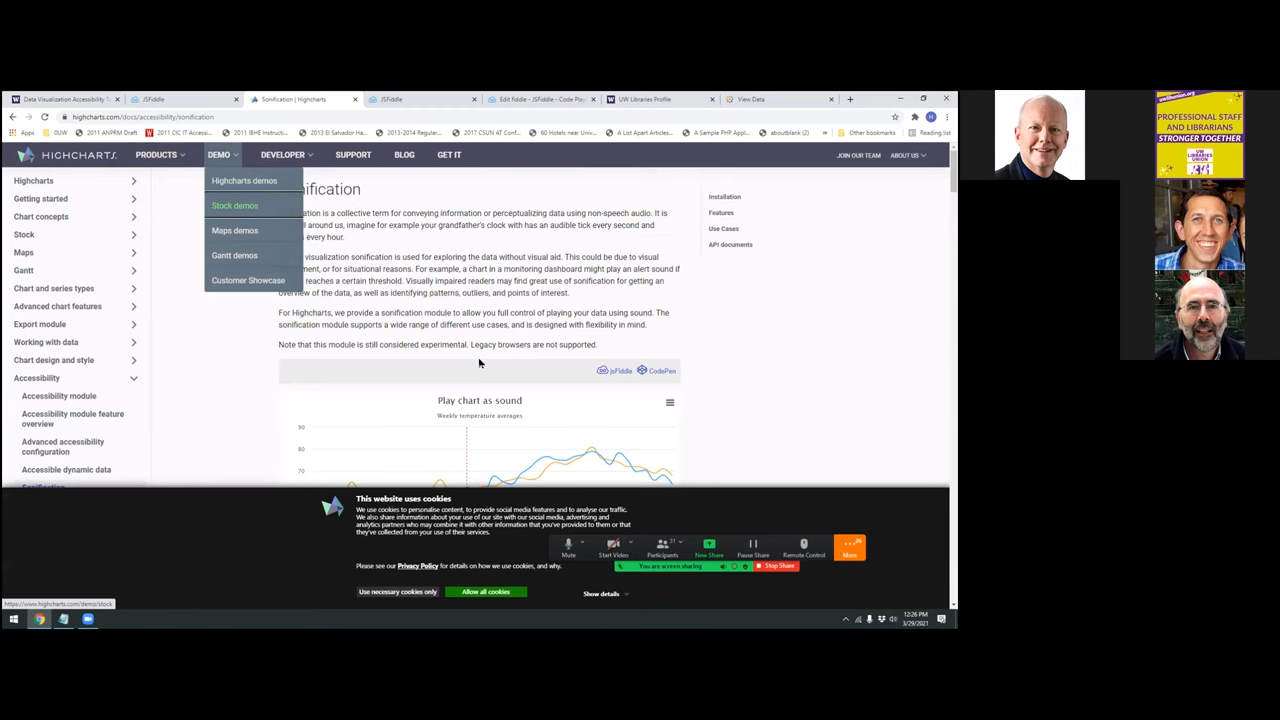 Data Visualization Accessibility T
JSFiddle
Sonification | Highcharts
JSFiddle
Edit fiddle - JSFiddle - Code Play
UW Libraries Profile
View Data
highcharts.com/docs/accessibility/sonification
Apps
IUW
2011 ANPRM Draft
2011 CIC IT Accessi...
2011 IBHE Instructi...
2013 El Salvador Ha...
2013-2014 Regular...
2017 CSUN AT Conf...
60 Hotels near Univ...
A List Apart Articles...
A Sample PHP Appl...
about:blank (2)
Other bookmarks
Reading list
HIGHCHARTS
PRODUCTS
DEMO
DEVELOPER
SUPPORT
BLOG
GET IT
JOIN OUR TEAM
ABOUT US
Highcharts demos
Stock demos
Maps demos
Gantt demos
Customer Showcase
Highcharts
Getting started
Chart concepts
Stock
Maps
Gantt
Chart and series types
Advanced chart features
Export module
Working with data
Chart design and style
Accessibility
Accessibility module
Accessibility module feature
overview
Advanced accessibility
configuration
Accessible dynamic data
nification
ation is a collective term for conveying information or perceptualizing data using non-speech audio. It is
l around us, imagine for example your grandfather's clock with has an audible tick every second and
s every hour.
visualization sonification is used for exploring the data without visual aid. This could be due to visual
ment, or for situational reasons. For example, a chart in a monitoring dashboard might play an alert sound if
reaches a certain threshold. Visually impaired readers may find great use of sonification for getting an
overview of the data, as well as identifying patterns, outliers, and points of interest.
For Highcharts, we provide a sonification module to allow you full control of playing your data using sound. The
sonification module supports a wide range of different use cases, and is designed with flexibility in mind.
Note that this module is still considered experimental. Legacy browsers are not supported.
jsFiddle
CodePen
Play chart as sound
Weekly temperature averages
90
80
70
Installation
Features
Use Cases
API documents
This website uses cookies
We use cookies to personalise content, to provide social media features and to analyse our traffic.
We also share information about your use of our site with our social media, advertising and
analytics partners who may combine it with other information that you've provided to them or that
they've collected from your use of their services.
Please see our Privacy Policy for details on how we use cookies, and why.
Use necessary cookies only
Allow all cookies
Show details
Mute
Start Video
31
Participants
New Share
Pause Share
Remote Control
26
More
You are screen sharing
Stop Share
https://www.highcharts.com/demo/stock
12:26 PM
3/29/2021
uwlibunion.org
PROFESSIONAL STAFF
AND LIBRARIANS
STRONGER TOGETHER
UW
LIBRARIES
UNION